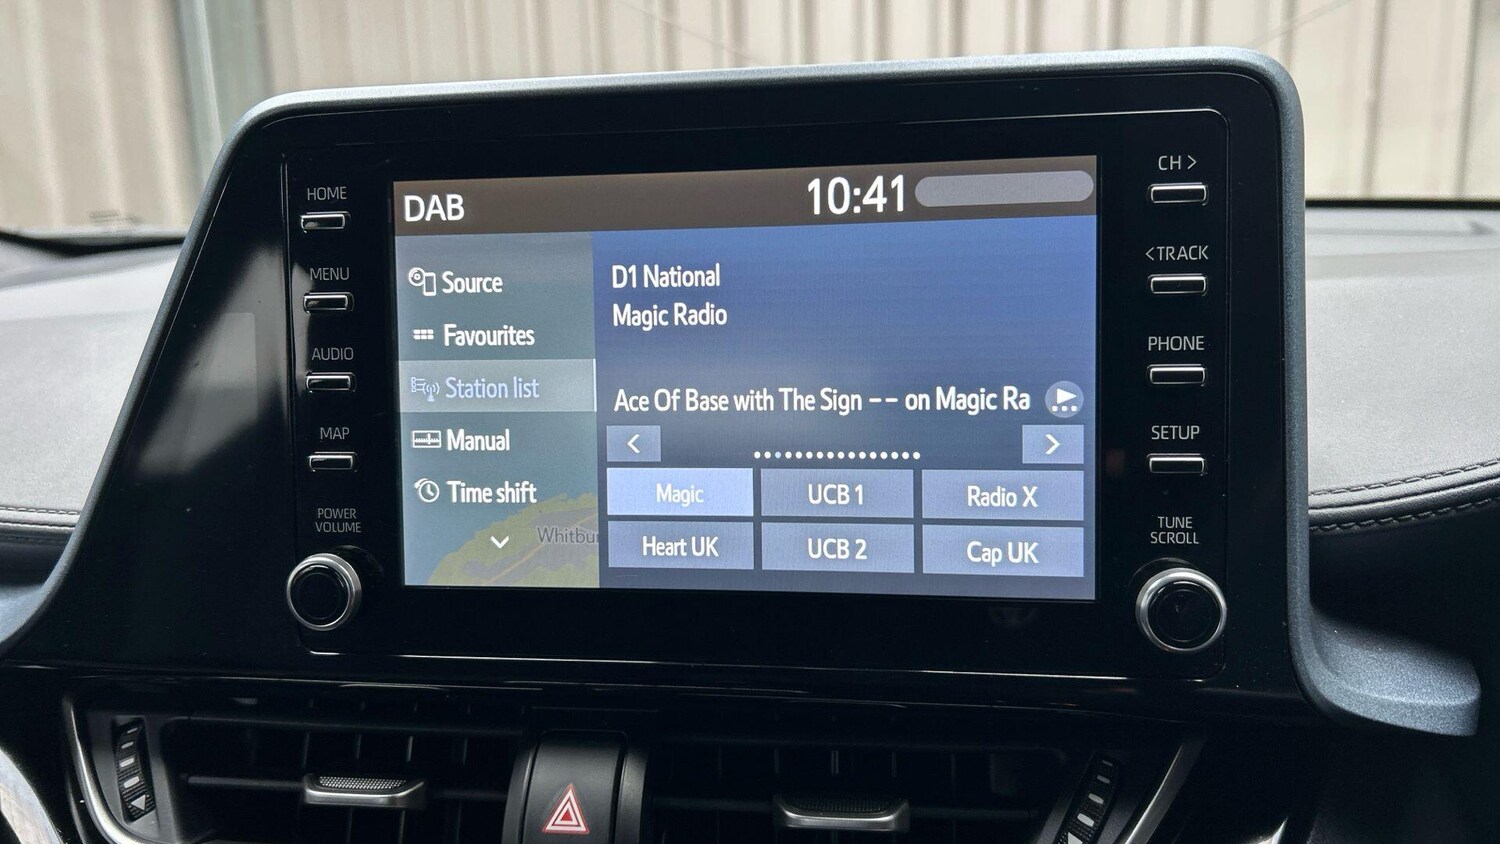 HOME
MENU
AUDIO
MAP
POWER
VOLUME
DAB
10:41
Source
Favourites
Station list
Manual
Time shift
D1 National
Magic Radio
Ace Of Base with The Sign -- on Magic Ra
Magic
UCB 1
Radio X
Heart UK
UCB 2
Cap UK
CH >
< TRACK
PHONE
SETUP
TUNE
SCROLL